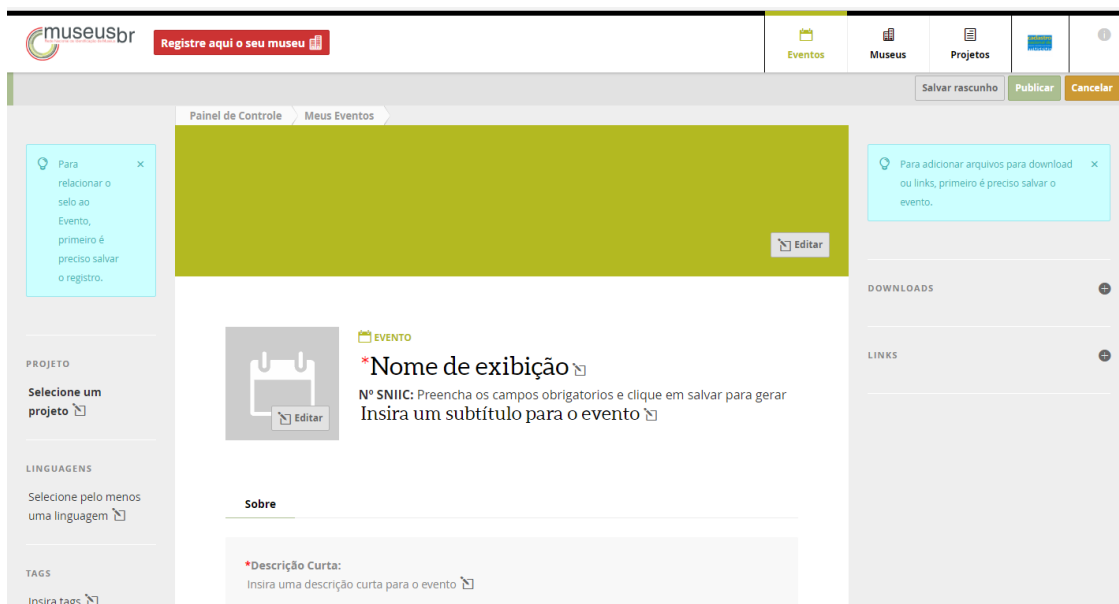 museusbr
Registre aqui o seu museu
Eventos
Museus
Projetos
Salvar rascunho
Publicar
Cancelar
Painel de Controle
Meus Eventos
Para
relacionar o
selo ao
Evento,
primeiro é
preciso salvar
o registro.
PROJETO
Selecione um
projeto
LINGUAGENS
Selecione pelo menos
uma linguagem
TAGS
Insira tags
Editar
Editar
EVENTO
*Nome de exibição
Nº SNIIC: Preencha os campos obrigatorios e clique em salvar para gerar
Insira um subtítulo para o evento
Sobre
*Descrição Curta:
Insira uma descrição curta para o evento
Para adicionar arquivos para download
ou links, primeiro é preciso salvar o
evento.
DOWNLOADS
LINKS